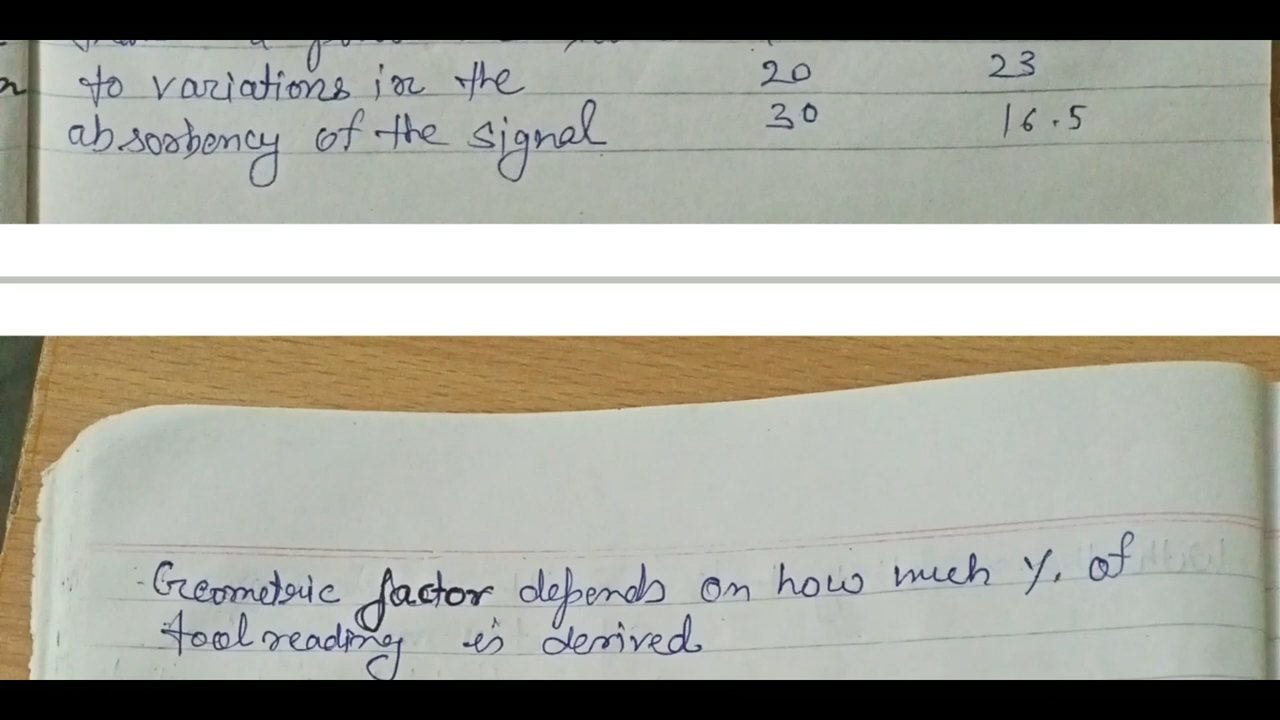 to variations in the 20 23
absorbency of the signal 30 16.5
Geometric factor depends on how much %. of
tool reading is derived